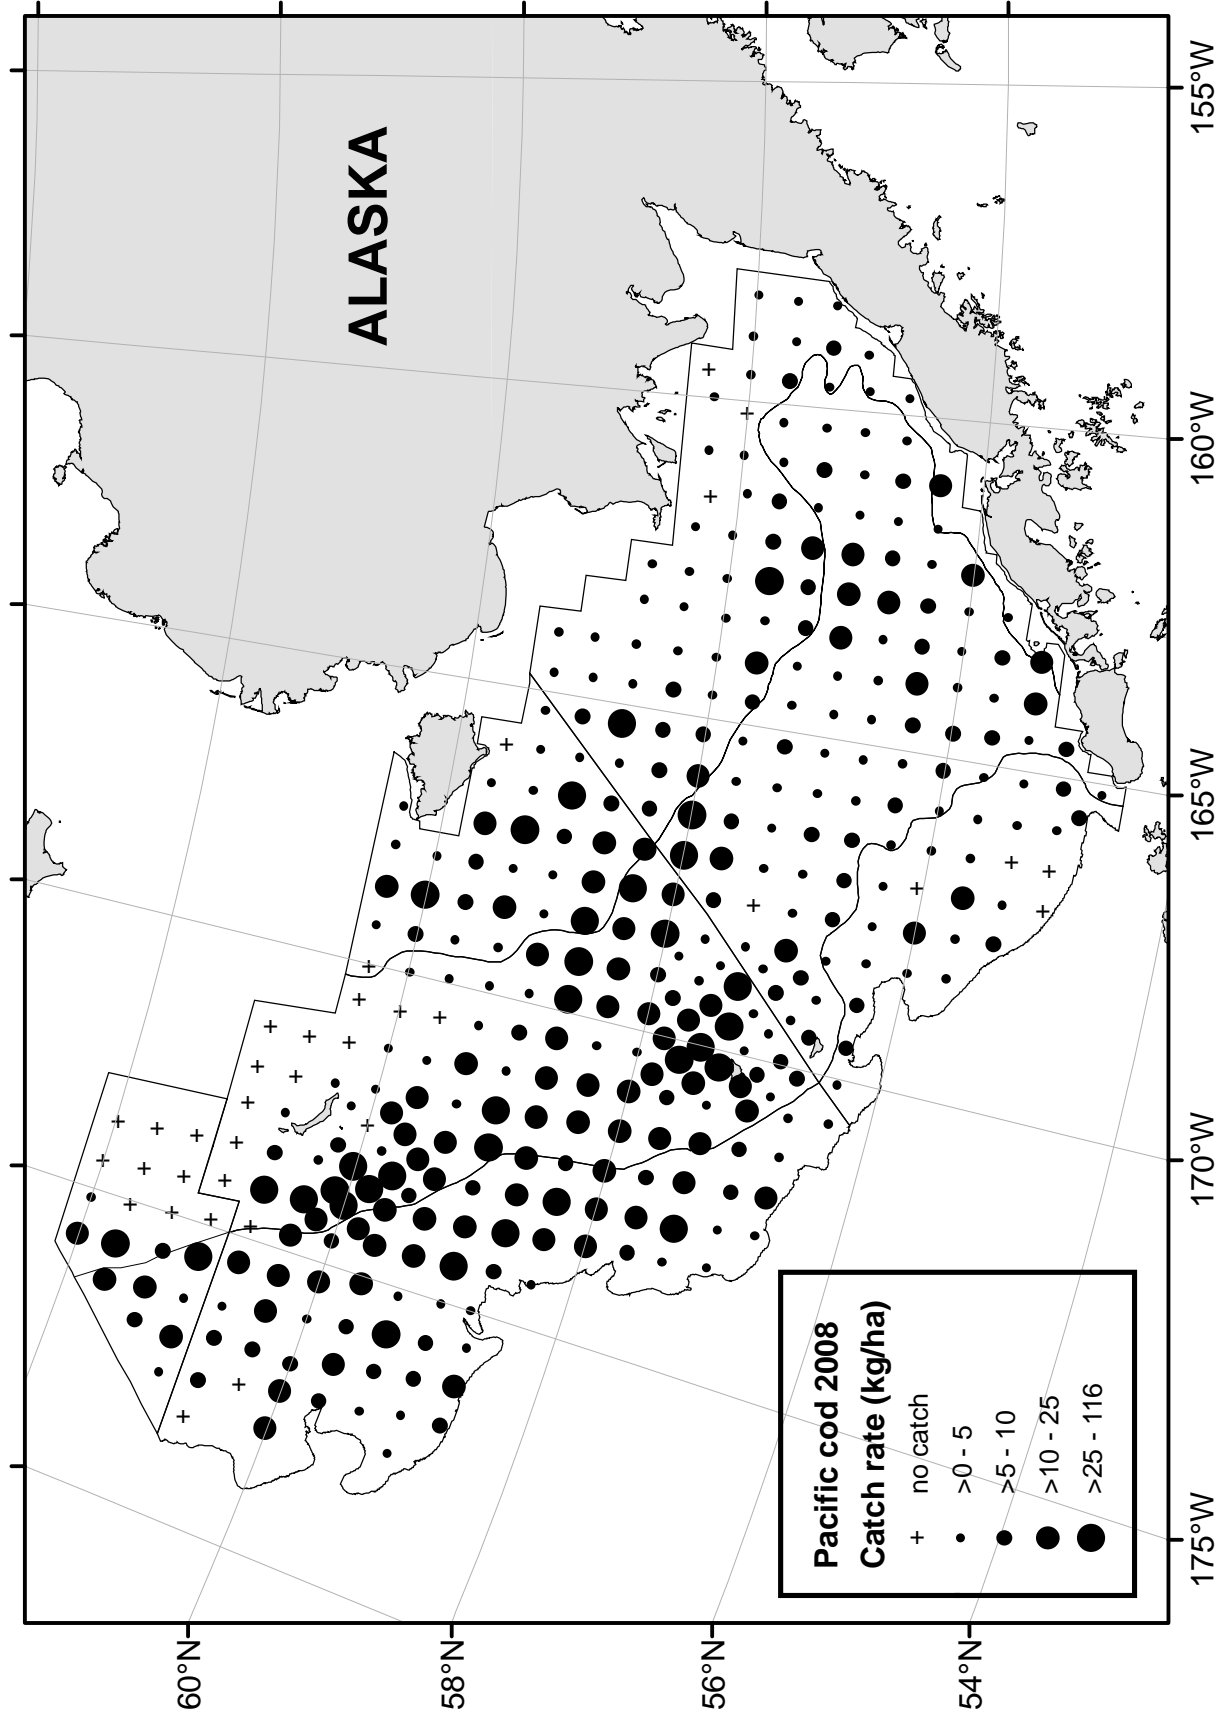 ALASKA
60°N
58°N
56°N
54°N
175°W
170°W
165°W
160°W
155°W
Pacific cod 2008
Catch rate (kg/ha)
+ no catch
>0 - 5
>5 - 10
>10 - 25
>25 - 116